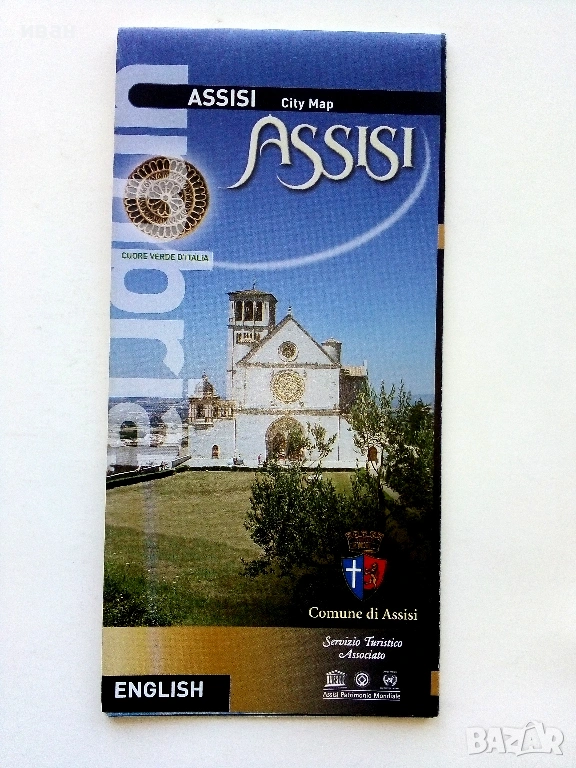 ASSISI City Map
ASSISI
umbria
CUORE VERDE D'ITALIA
Comune di Assisi
Servizio Turistico
Associato
Assisi Patrimonio Mondiale
ENGLISH
BAZAR